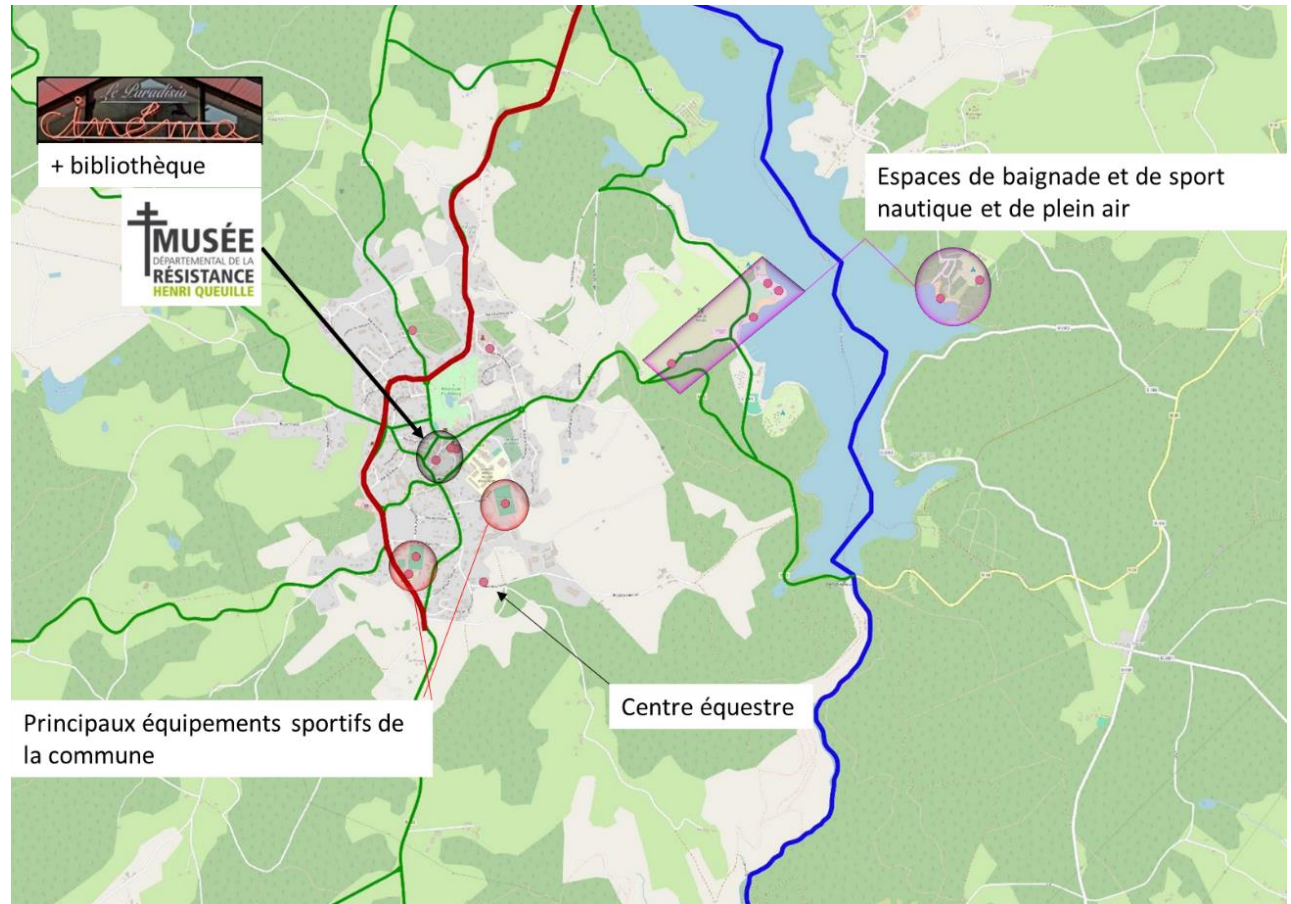 Le Paradisio
cinéma
+ bibliothèque
MUSÉE
DÉPARTEMENTAL DE LA
RÉSISTANCE
HENRI QUEUILLE
Espaces de baignade et de sport
nautique et de plein air
Centre équestre
Principaux équipements sportifs de
la commune